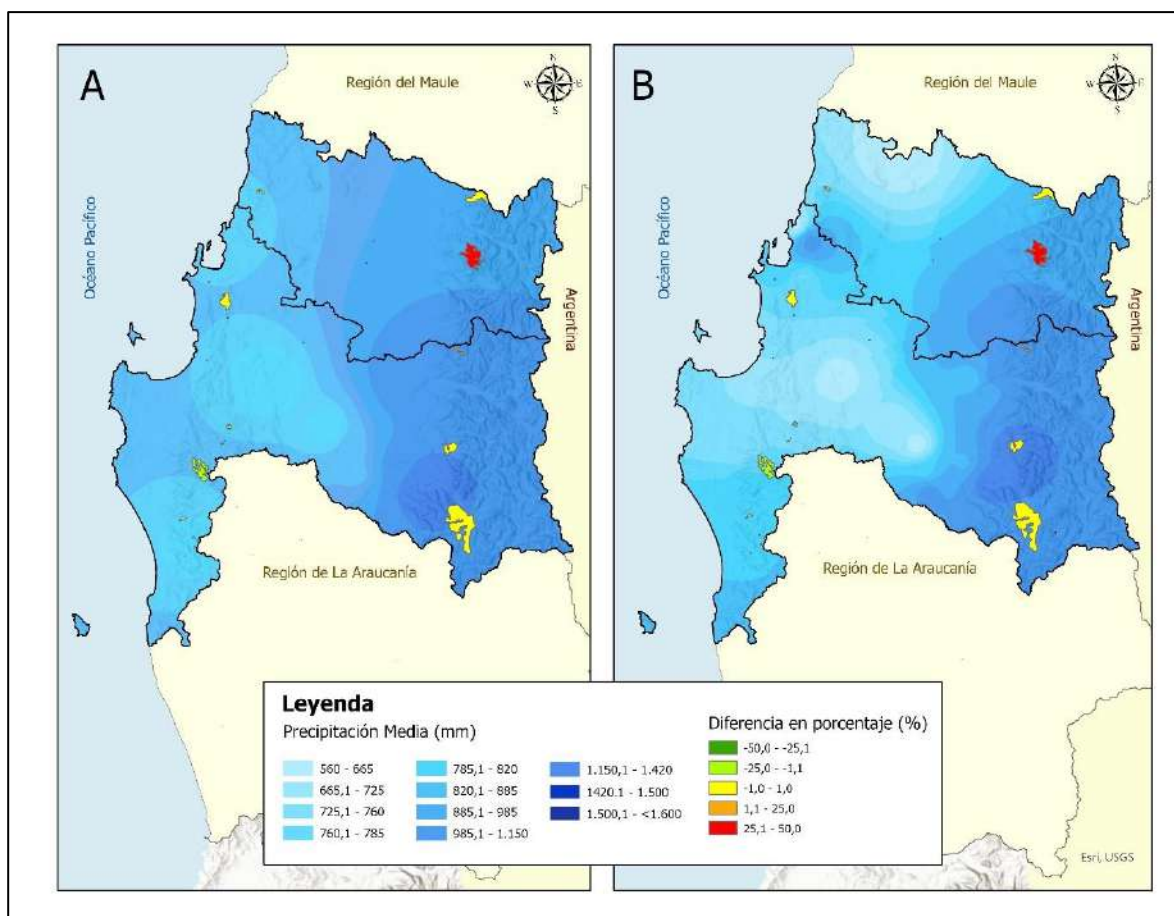 A
Región del Maule
N
W
E
S
Océano Pacífico
Argentina
Región de La Araucanía
B
Región del Maule
N
W
E
S
Océano Pacífico
Argentina
Región de La Araucanía
Leyenda
Precipitación Media (mm)
560 - 665
665,1 - 725
725,1 - 760
760,1 - 785
785,1 - 820
820,1 - 885
885,1 - 985
985,1 - 1.150
1.150,1 - 1.420
1420.1 - 1.500
1.500,1 - <1.600
Diferencia en porcentaje (%)
-50,0 - -25,1
-25,0 - -1,1
-1,0 - 1,0
1,1 - 25,0
25,1 - 50,0
Esri, USGS